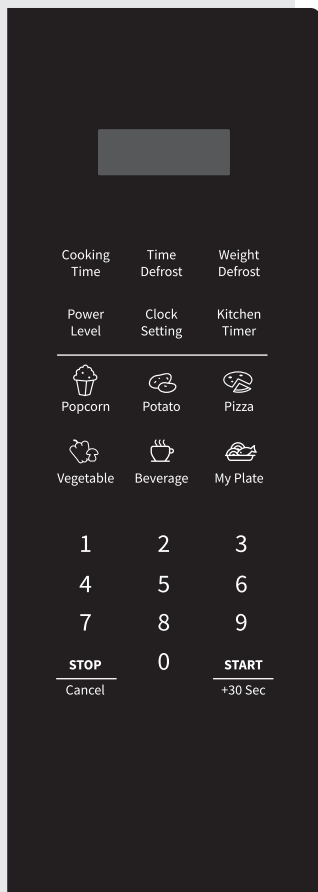 Cooking Time Weight
Time Defrost Defrost
Power Clock Kitchen
Level Setting Timer
Popcorn Potato Pizza
Vegetable Beverage My Plate
1 2 3
4 5 6
7 8 9
STOP 0 START
Cancel +30 Sec